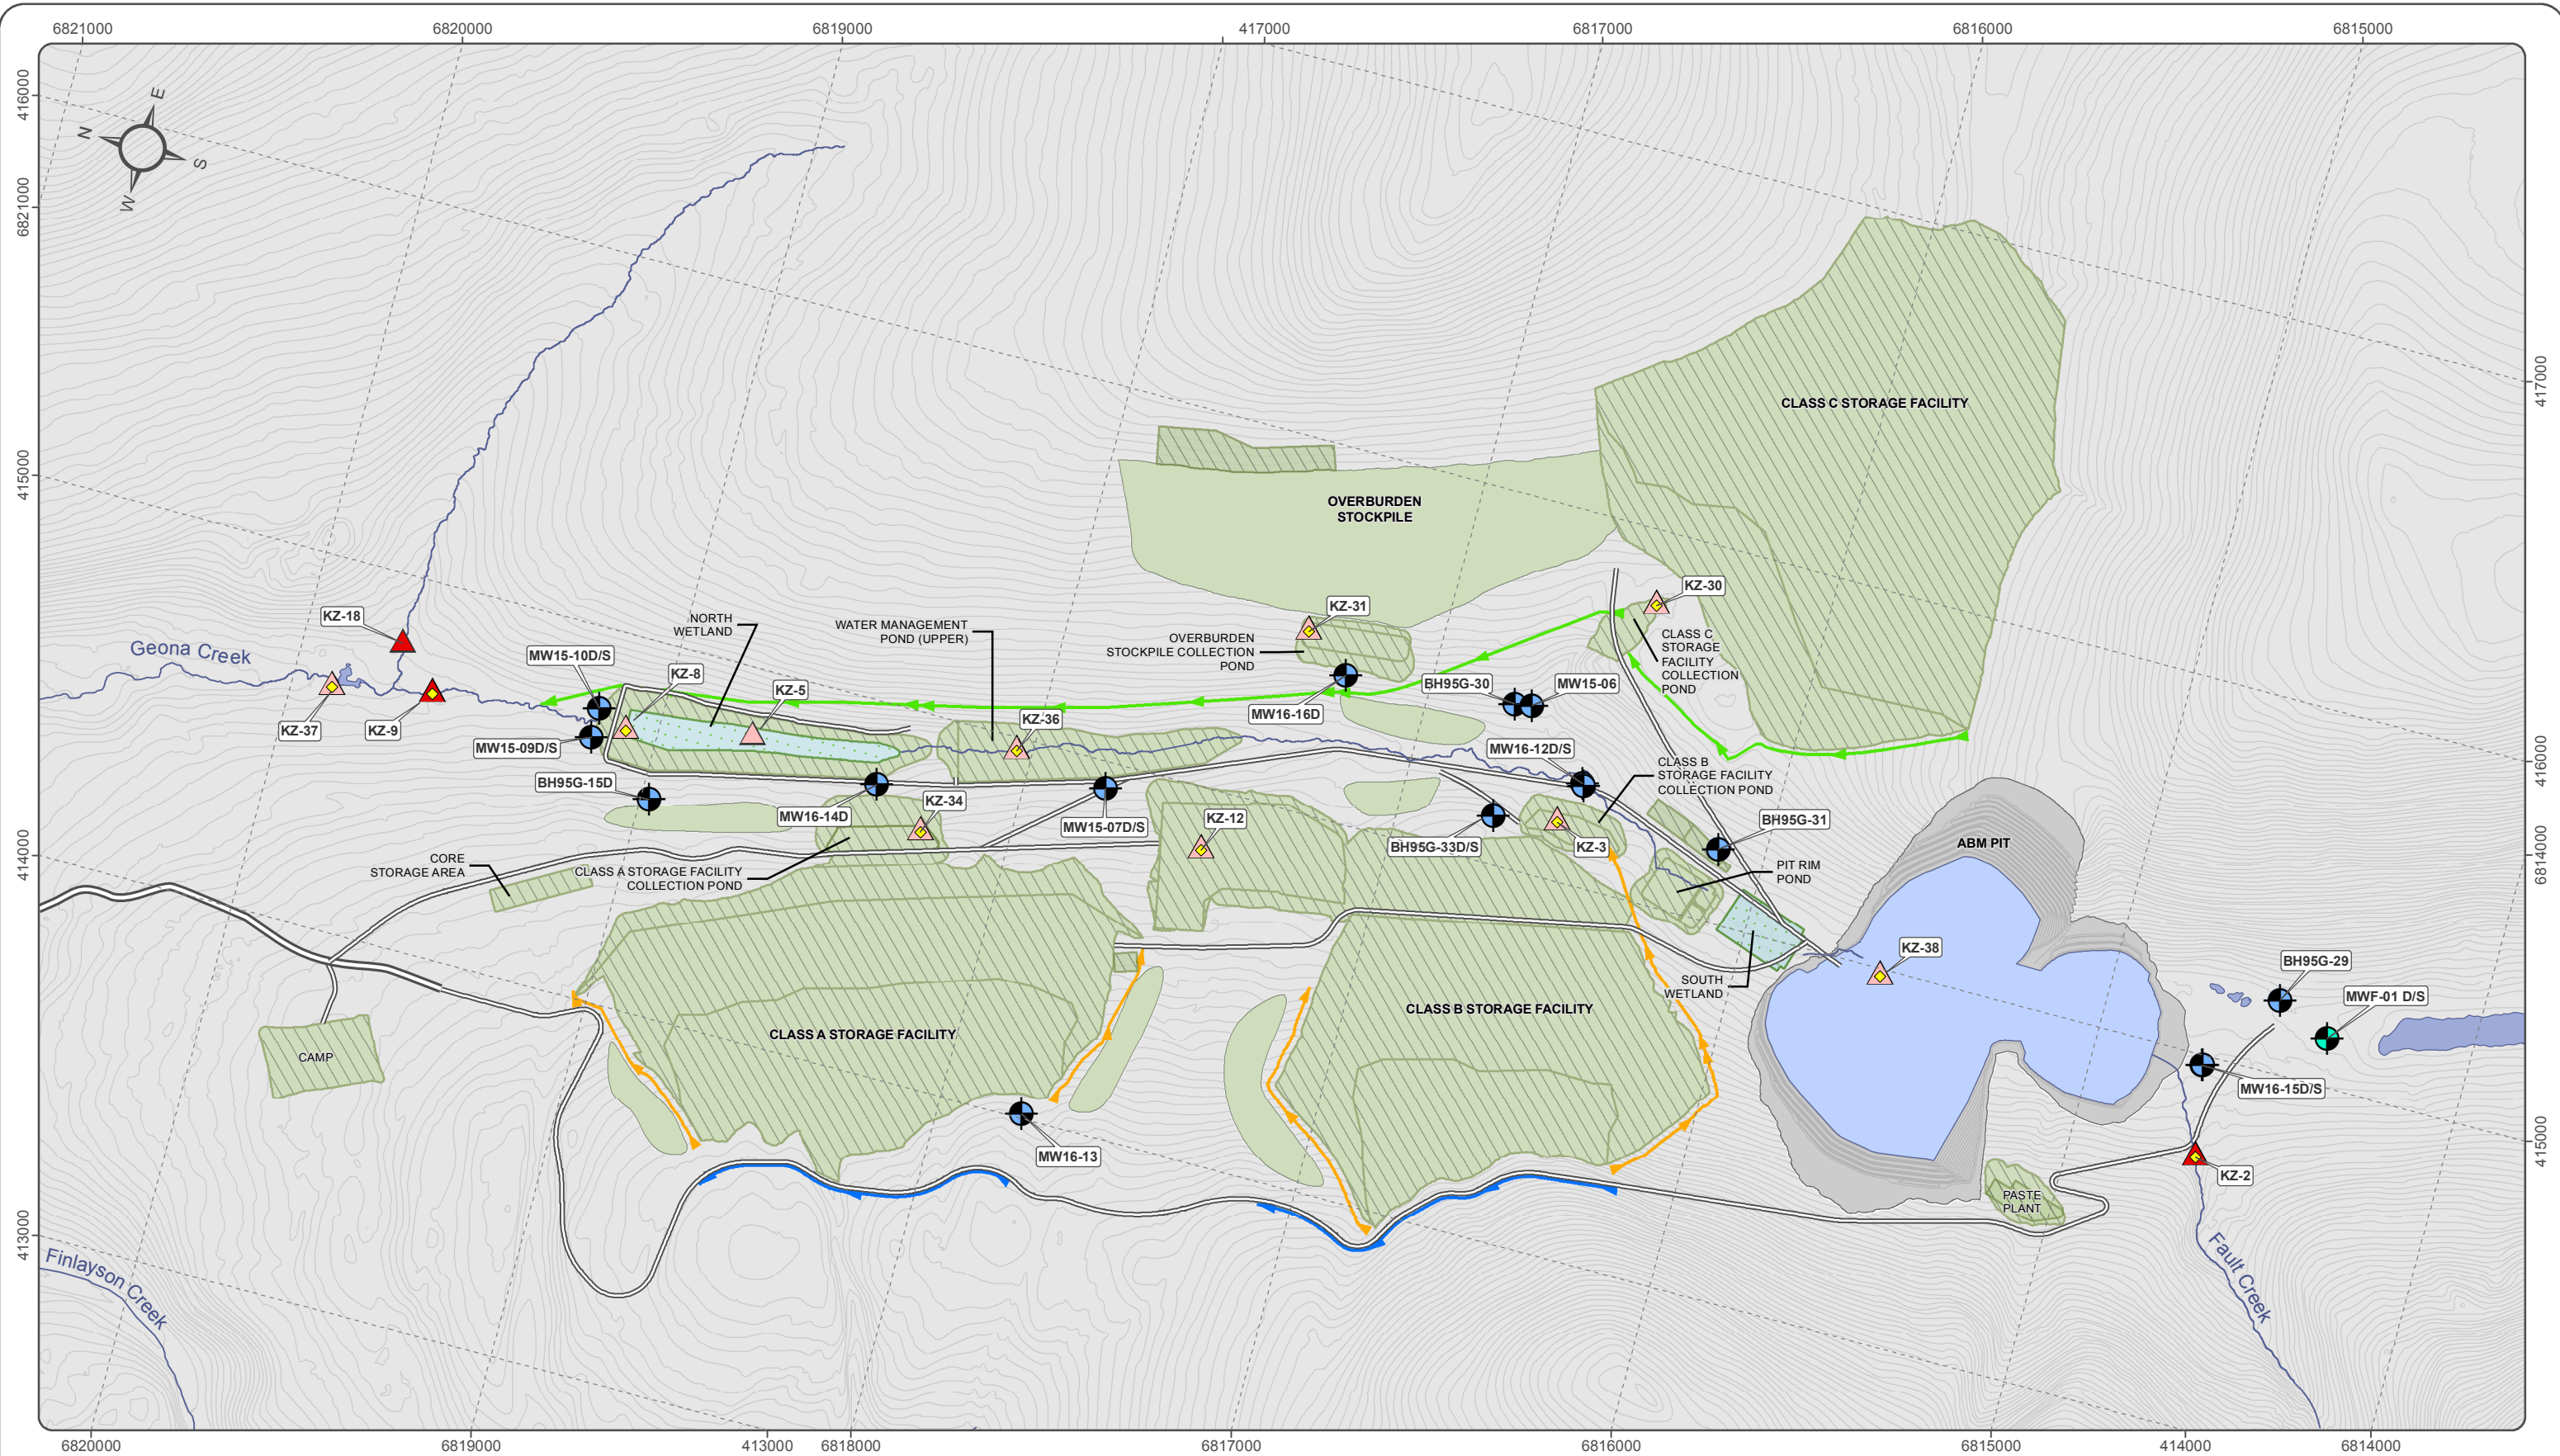 6821000
6820000
6819000
417000
6817000
6816000
6815000
416000
6821000
415000
414000
413000
N
E
S
W
417000
416000
6814000
415000
CLASS C STORAGE FACILITY
OVERBURDEN
STOCKPILE
KZ-30
KZ-31
KZ-18
NORTH
WETLAND
WATER MANAGEMENT
POND (UPPER)
OVERBURDEN
STOCKPILE COLLECTION
POND
CLASS C
STORAGE
FACILITY
COLLECTION
POND
Geona Creek
MW15-10D/S
KZ-8
KZ-5
BH95G-30
MW15-06
KZ-37
KZ-9
KZ-36
MW16-16D
MW15-09D/S
MW16-12D/S
CLASS B
STORAGE FACILITY
COLLECTION POND
BH95G-15D
KZ-34
MW16-14D
MW15-07D/S
KZ-12
BH95G-33D/S
KZ-3
BH95G-31
ABM PIT
CORE
STORAGE AREA
CLASS A STORAGE FACILITY
COLLECTION POND
PIT RIM
POND
KZ-38
BH95G-29
SOUTH
WETLAND
MWF-01 D/S
CLASS B STORAGE FACILITY
CLASS A STORAGE FACILITY
CAMP
MW16-15D/S
MW16-13
KZ-2
PASTE
PLANT
Finlayson Creek
Fault Creek
6820000
6819000
413000
6818000
6817000
6816000
6815000
414000
6814000